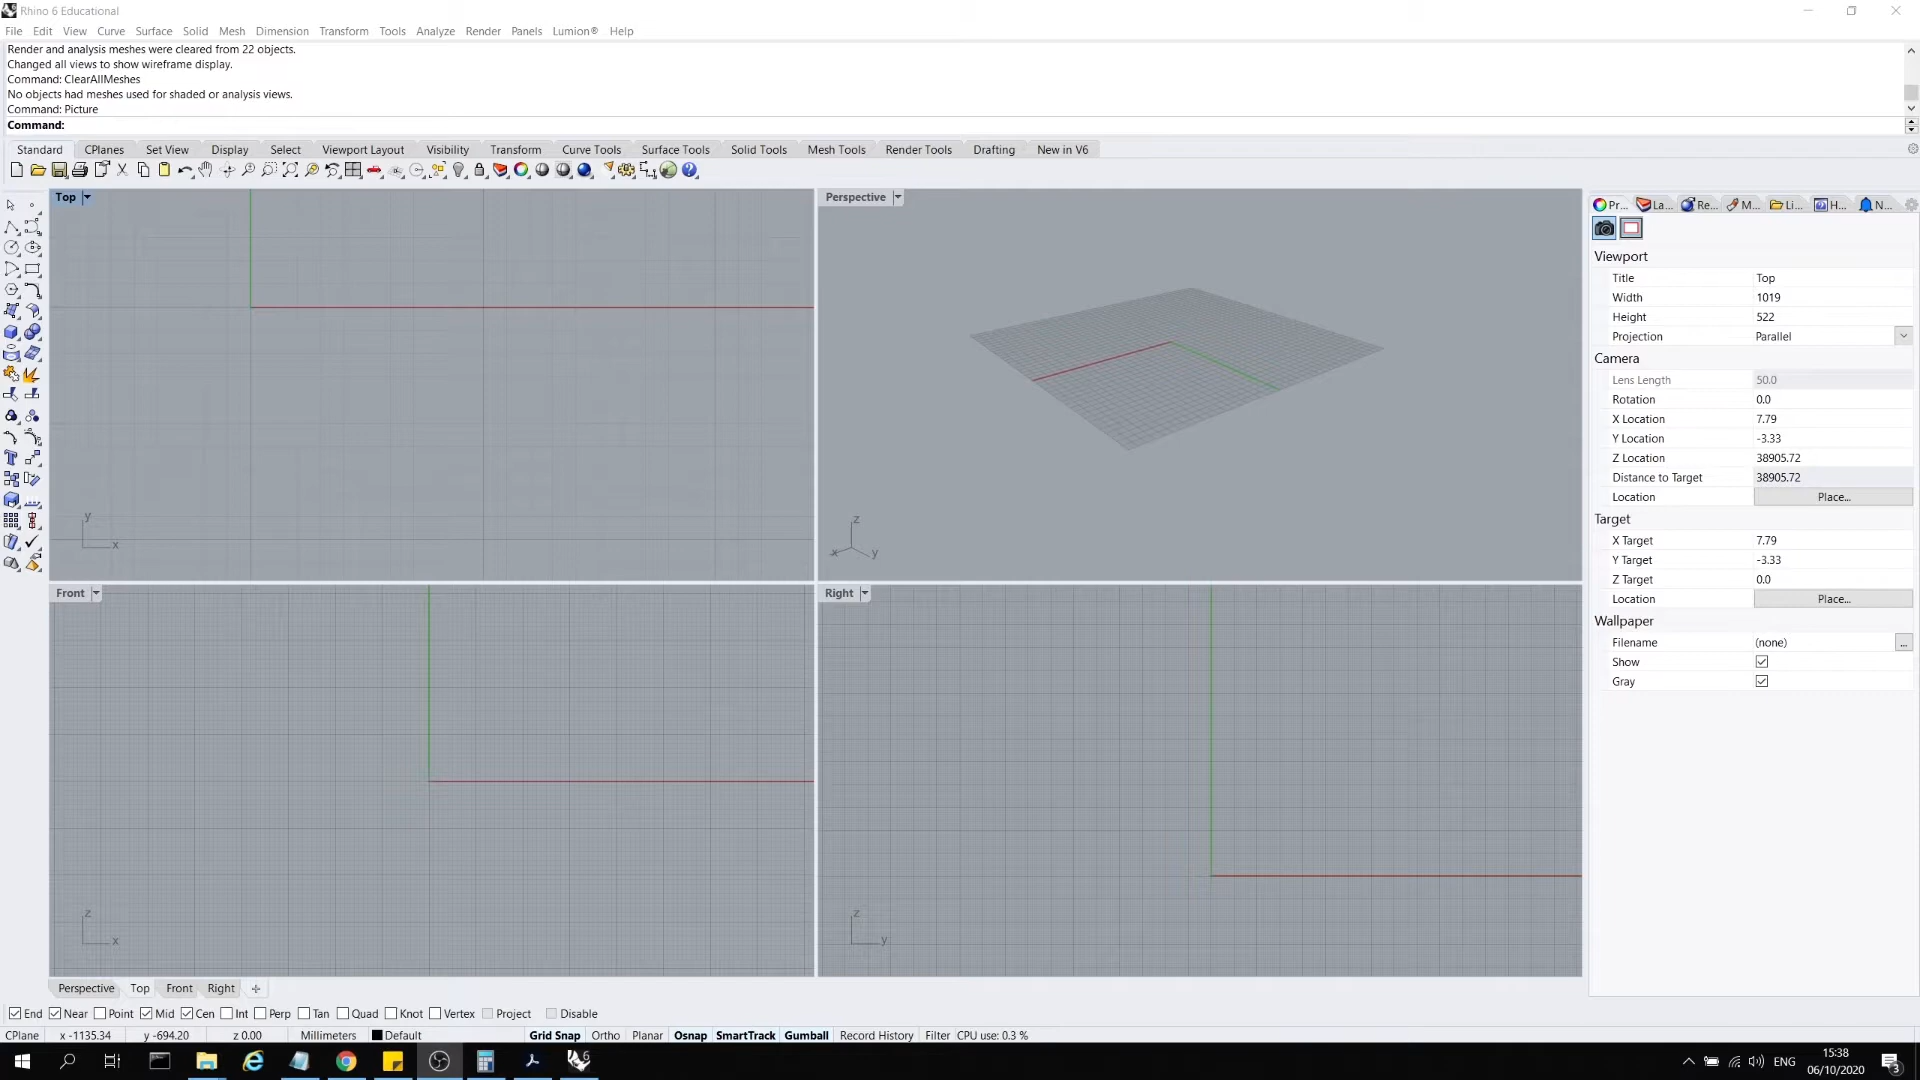 Rhino 6 Educational
File Edit View Curve Surface Solid Mesh Dimension Transform Tools Analyze Render Panels Lumion® Help
Render and analysis meshes were cleared from 22 objects.
Changed all views to show wireframe display.
Command: ClearAllMeshes
No objects had meshes used for shaded or analysis views.
Command: Picture
Command:
Standard CPlanes Set View Display Select Viewport Layout Visibility Transform Curve Tools Surface Tools Solid Tools Mesh Tools Render Tools Drafting New in V6
Top
Perspective
Pr... La... Re... M... Li... H... N...
Viewport
Title Top
Width 1019
Height 522
Projection Parallel
Camera
Lens Length 50.0
Rotation 0.0
X Location 7.79
Y Location -3.33
Z Location 38905.72
Distance to Target 38905.72
Location Place...
Target
X Target 7.79
Y Target -3.33
Z Target 0.0
Location Place...
Wallpaper
Filename (none) ...
Show
Gray
y
x
z
x
y
Front
Right
z
x
z
y
Perspective Top Front Right
End Near Point Mid Cen Int Perp Tan Quad Knot Vertex Project Disable
CPlane x -1135.34 y -694.20 z 0.00 Millimeters Default Grid Snap Ortho Planar Osnap SmartTrack Gumball Record History Filter CPU use: 0.3 %
6
ENG
15:38
06/10/2020
3